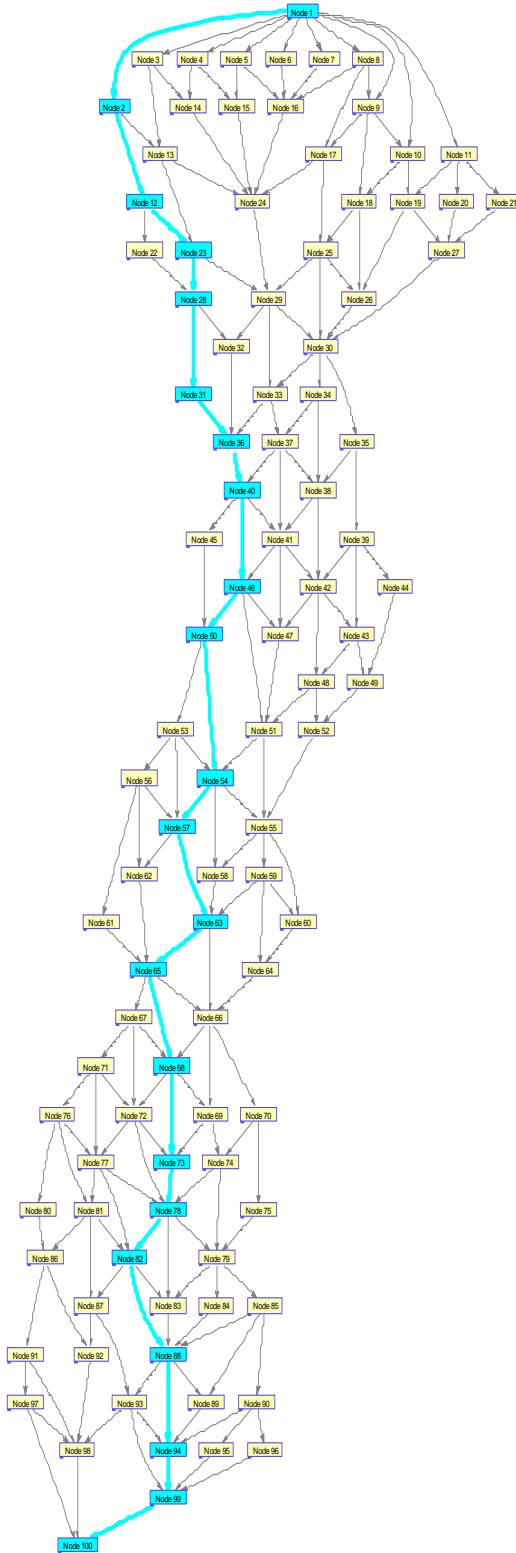 Node 1
Node 3
Node 4
Node 5
Node 6
Node 7
Node 8
Node 2
Node 14
Node 15
Node 16
Node 9
Node 13
Node 17
Node 10
Node 11
Node 12
Node 24
Node 18
Node 19
Node 20
Node 21
Node 22
Node 23
Node 25
Node 27
Node 28
Node 29
Node 26
Node 32
Node 30
Node 31
Node 33
Node 34
Node 36
Node 37
Node 35
Node 40
Node 38
Node 45
Node 41
Node 39
Node 46
Node 42
Node 44
Node 50
Node 47
Node 43
Node 48
Node 49
Node 53
Node 51
Node 52
Node 56
Node 54
Node 57
Node 55
Node 62
Node 58
Node 59
Node 61
Node 63
Node 60
Node 65
Node 64
Node 67
Node 66
Node 71
Node 68
Node 76
Node 72
Node 69
Node 70
Node 77
Node 73
Node 74
Node 80
Node 81
Node 78
Node 75
Node 86
Node 82
Node 79
Node 87
Node 83
Node 84
Node 85
Node 91
Node 92
Node 88
Node 97
Node 93
Node 89
Node 90
Node 98
Node 94
Node 95
Node 96
Node 99
Node 100